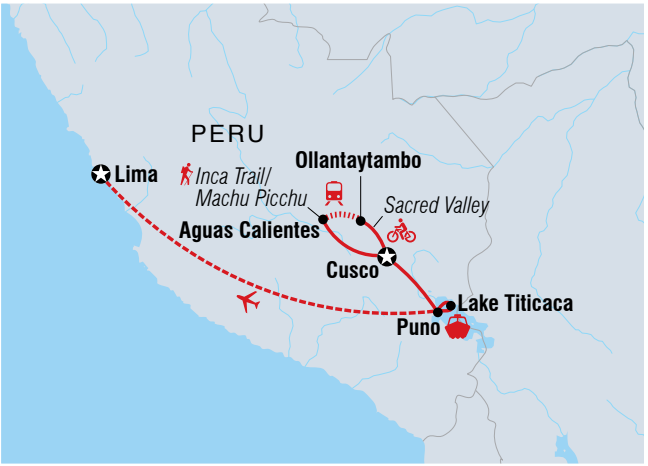 PERU
Ollantaytambo
Lima
Inca Trail/
Machu Picchu
Sacred Valley
Aguas Calientes
Cusco
Lake Titicaca
Puno